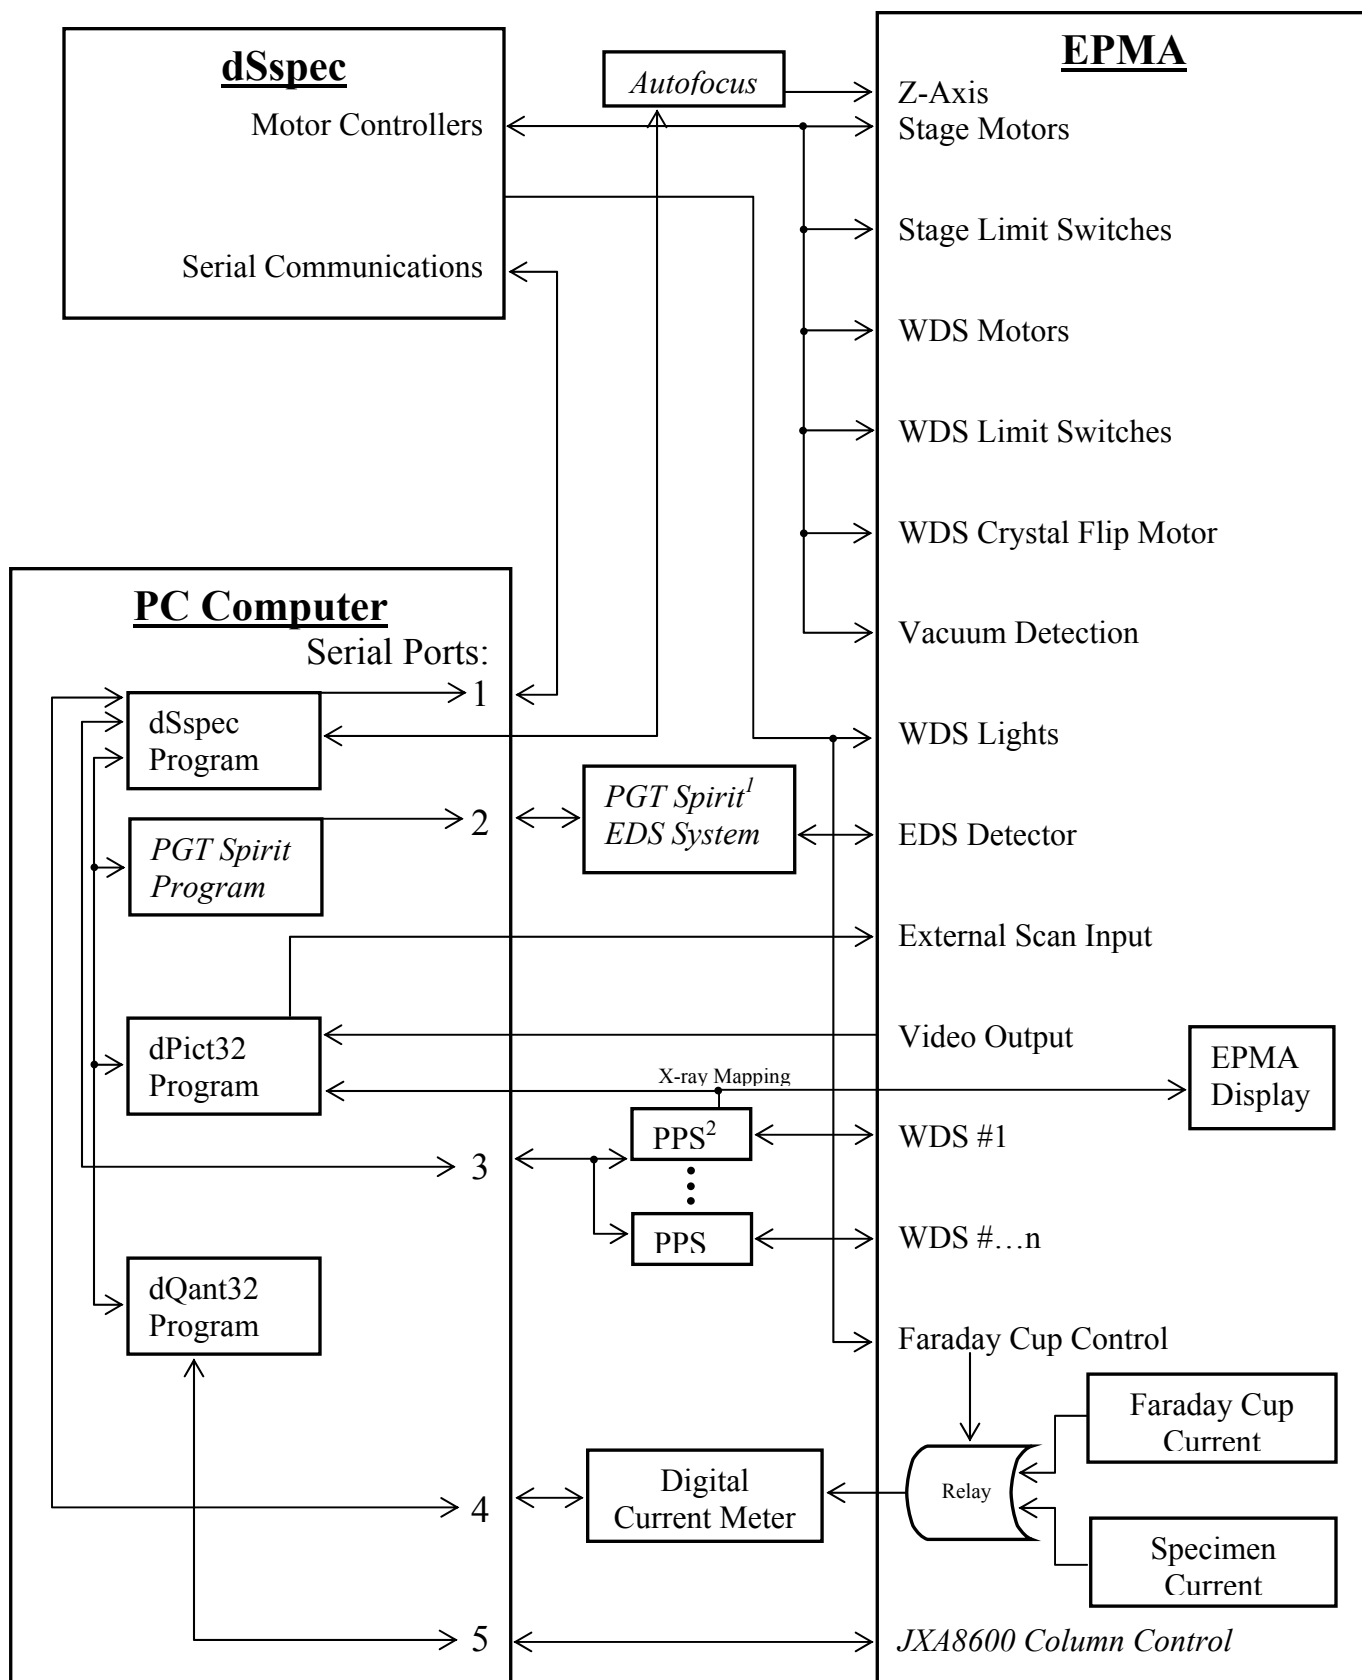 dSspec
Motor Controllers
Serial Communications
Autofocus
EPMA
Z-Axis
Stage Motors
Stage Limit Switches
WDS Motors
WDS Limit Switches
WDS Crystal Flip Motor
Vacuum Detection
WDS Lights
EDS Detector
External Scan Input
Video Output
WDS #1
WDS #…n
Faraday Cup Control
JXA8600 Column Control
PC Computer
Serial Ports:
1
2
3
4
5
dSspec
Program
PGT Spirit
Program
dPict32
Program
dQant32
Program
PGT Spirit¹
EDS System
X-ray Mapping
PPS²
PPS
EPMA
Display
Digital
Current Meter
Relay
Faraday Cup
Current
Specimen
Current